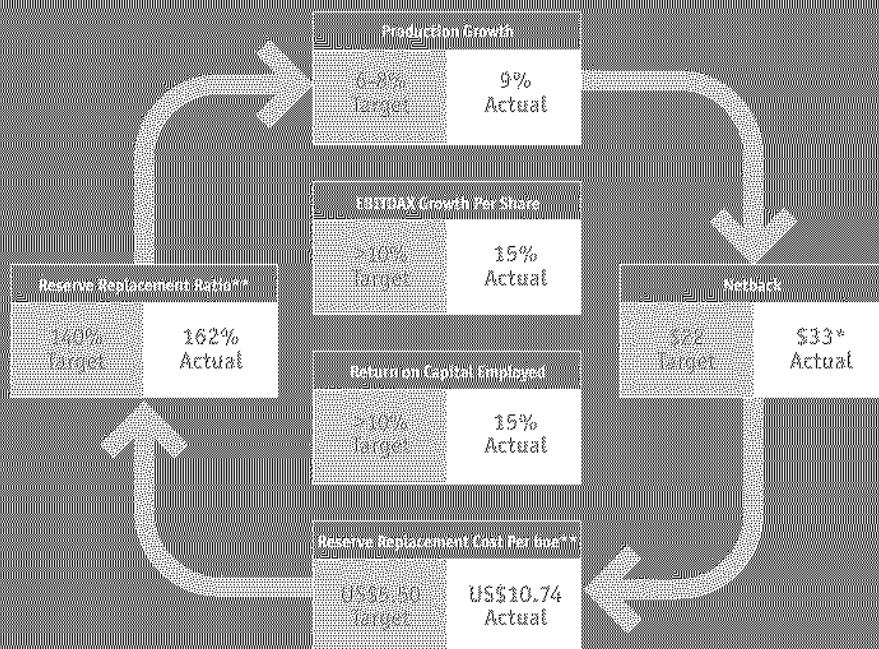 Production Growth
6-8%
Target
9%
Actual
EBITDAX Growth Per Share
>10%
Target
15%
Actual
Reserve Replacement Ratio**
140%
Target
162%
Actual
Netback
$22
Target
$33*
Actual
Return on Capital Employed
>10%
Target
15%
Actual
Reserve Replacement Cost Per boe**
US$5.50
Target
US$10.74
Actual